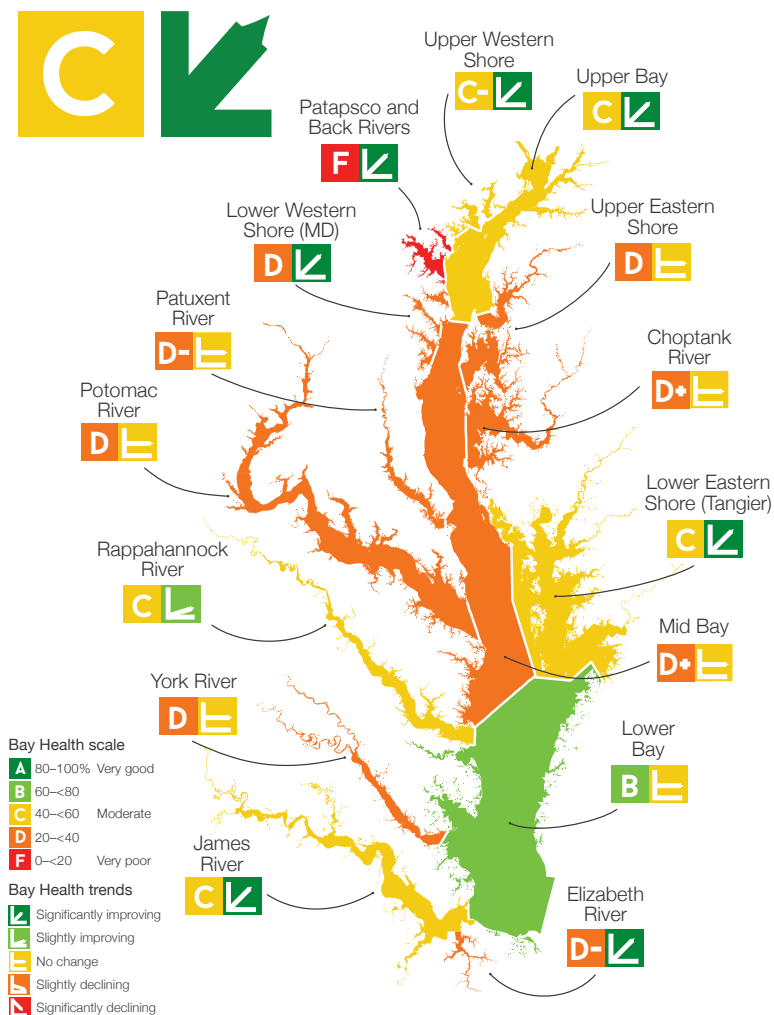 C
Upper Western
Shore
C-
Upper Bay
C
Patapsco and
Back Rivers
F
Lower Western
Shore (MD)
D
Upper Eastern
Shore
D
Patuxent
River
D-
Choptank
River
D+
Potomac
River
D
Lower Eastern
Shore (Tangier)
C
Rappahannock
River
C
Mid Bay
D+
York River
D
Lower
Bay
B
James
River
C
Elizabeth
River
D-
Bay Health scale
A 80–100% Very good
B 60–<80
C 40–<60 Moderate
D 20–<40
F 0–<20 Very poor
Bay Health trends
Significantly improving
Slightly improving
No change
Slightly declining
Significantly declining